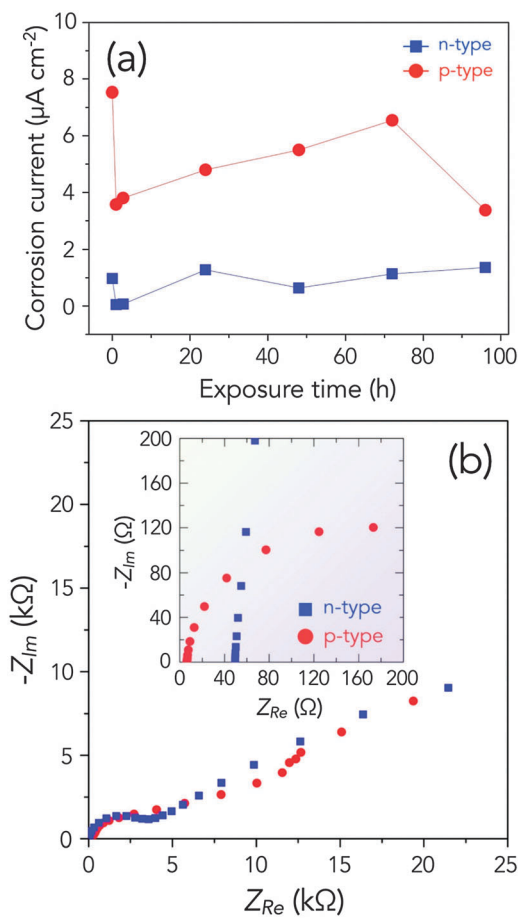 (a)
n-type
p-type
Corrosion current (μA cm⁻²)
10
8
6
4
2
0
0 20 40 60 80 100
Exposure time (h)
(b)
-Z_Im (kΩ)
25
20
15
10
5
0
-Z_Im (Ω)
200
160
120
80
40
0
n-type
p-type
0 40 80 120 160 200
Z_Re (Ω)
0 5 10 15 20 25
Z_Re (kΩ)